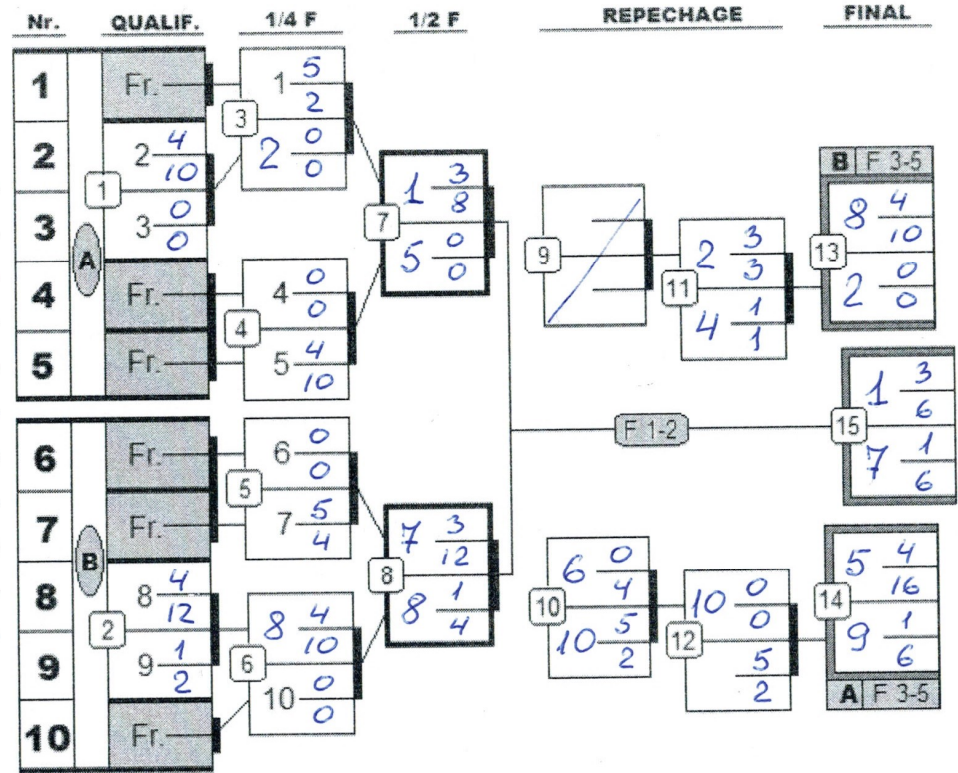 Nr. QUALIF. 1/4 F 1/2 F REPECHAGE FINAL
1 Fr. 1 5 2
3
2 2 4 10 2 0 0
1
3 3 0 0
A
4 Fr. 4 0 0
4
5 Fr. 5 4 10
1 3 8
7
5 0 0
9
2 3 3
11
4 1 1
B F 3-5
8 4 10
13
2 0 0
F 1-2
1 3 6
15
7 1 6
6 Fr. 6 0 0
5
7 Fr. 7 5 4
B
8 8 4 12 8 4 10
2 6
9 9 1 2 10 0 0
10 Fr.
7 3 12
8
8 1 4
6 0 4
10
10 5 2
10 0 0
12
5 2
5 4 16
14
9 1 6
A F 3-5